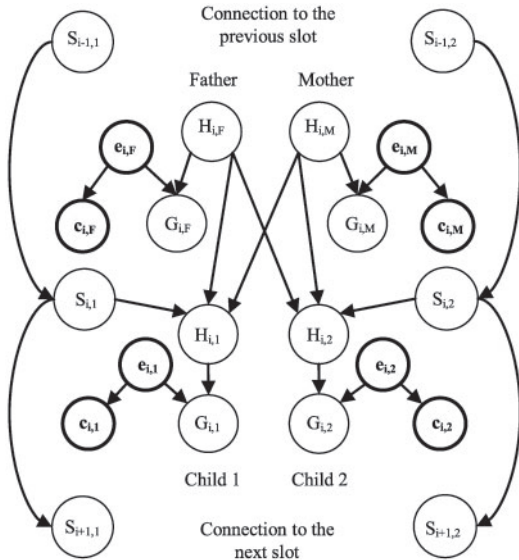 Connection to the
previous slot
S_{i-1,1}
S_{i-1,2}
Father
Mother
H_{i,F}
H_{i,M}
e_{i,F}
e_{i,M}
c_{i,F}
G_{i,F}
G_{i,M}
c_{i,M}
S_{i,1}
S_{i,2}
H_{i,1}
H_{i,2}
e_{i,1}
e_{i,2}
c_{i,1}
G_{i,1}
G_{i,2}
c_{i,2}
Child 1
Child 2
S_{i+1,1}
S_{i+1,2}
Connection to the
next slot